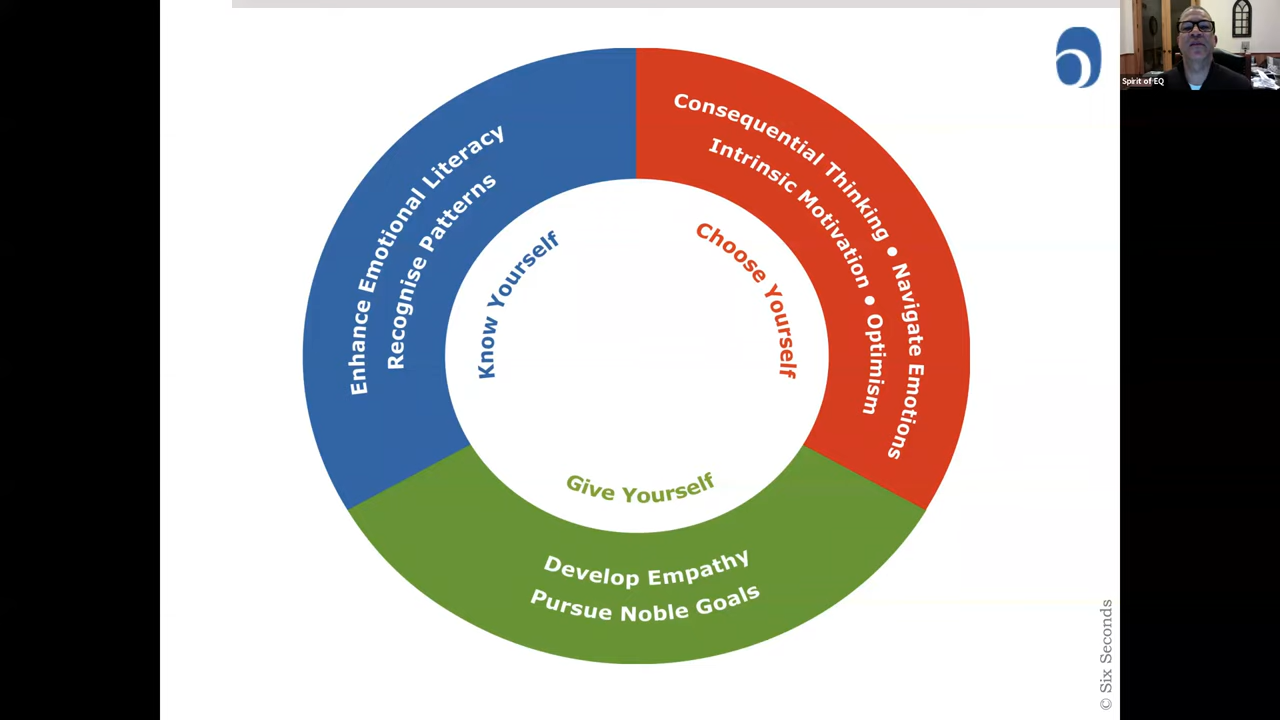 Enhance Emotional Literacy
Recognise Patterns
Know Yourself
Consequential Thinking ● Navigate Emotions
Intrinsic Motivation ● Optimism
Choose Yourself
Give Yourself
Develop Empathy
Pursue Noble Goals
Spirit of EQ
© Six Seconds